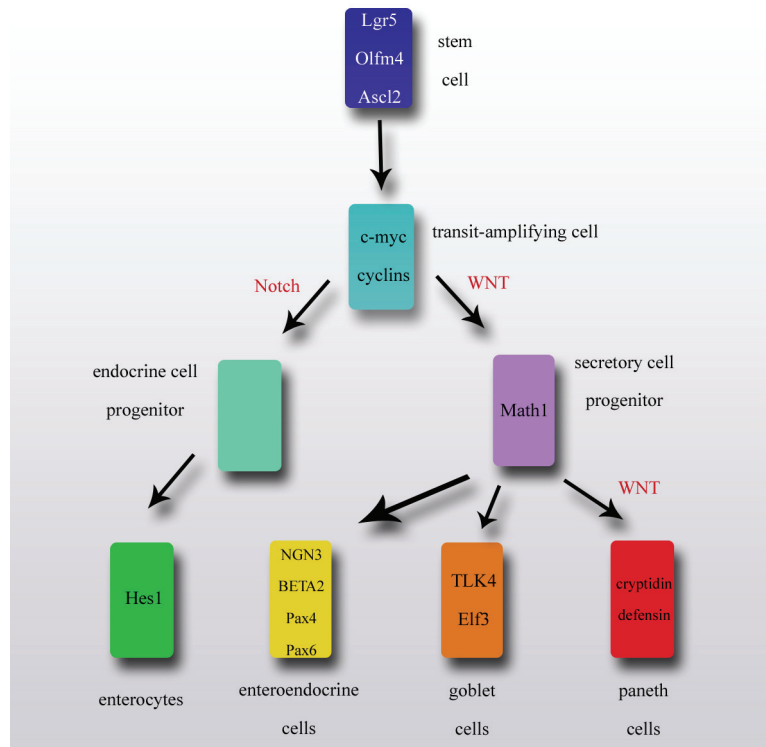 Lgr5
Olfm4
Ascl2
stem
cell
c-myc
cyclins
transit-amplifying cell
Notch
WNT
endocrine cell
progenitor
Math1
secretory cell
progenitor
WNT
Hes1
NGN3
BETA2
Pax4
Pax6
TLK4
Elf3
cryptidin
defensin
enterocytes
enteroendocrine
cells
goblet
cells
paneth
cells